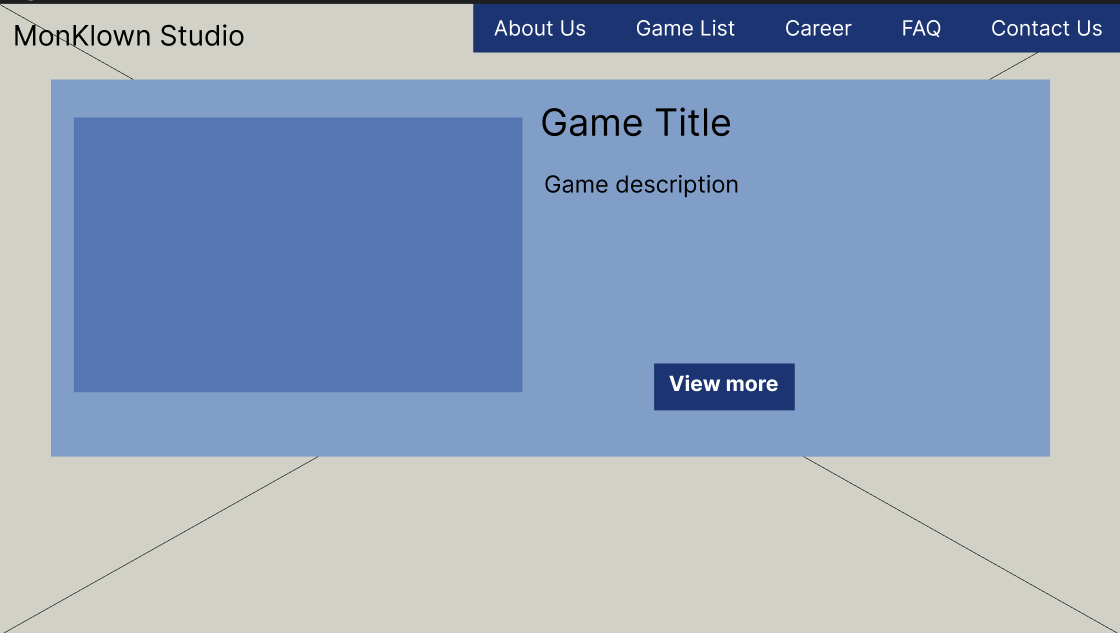 MonKlown Studio
About Us Game List Career FAQ Contact Us
Game Title
Game description
View more